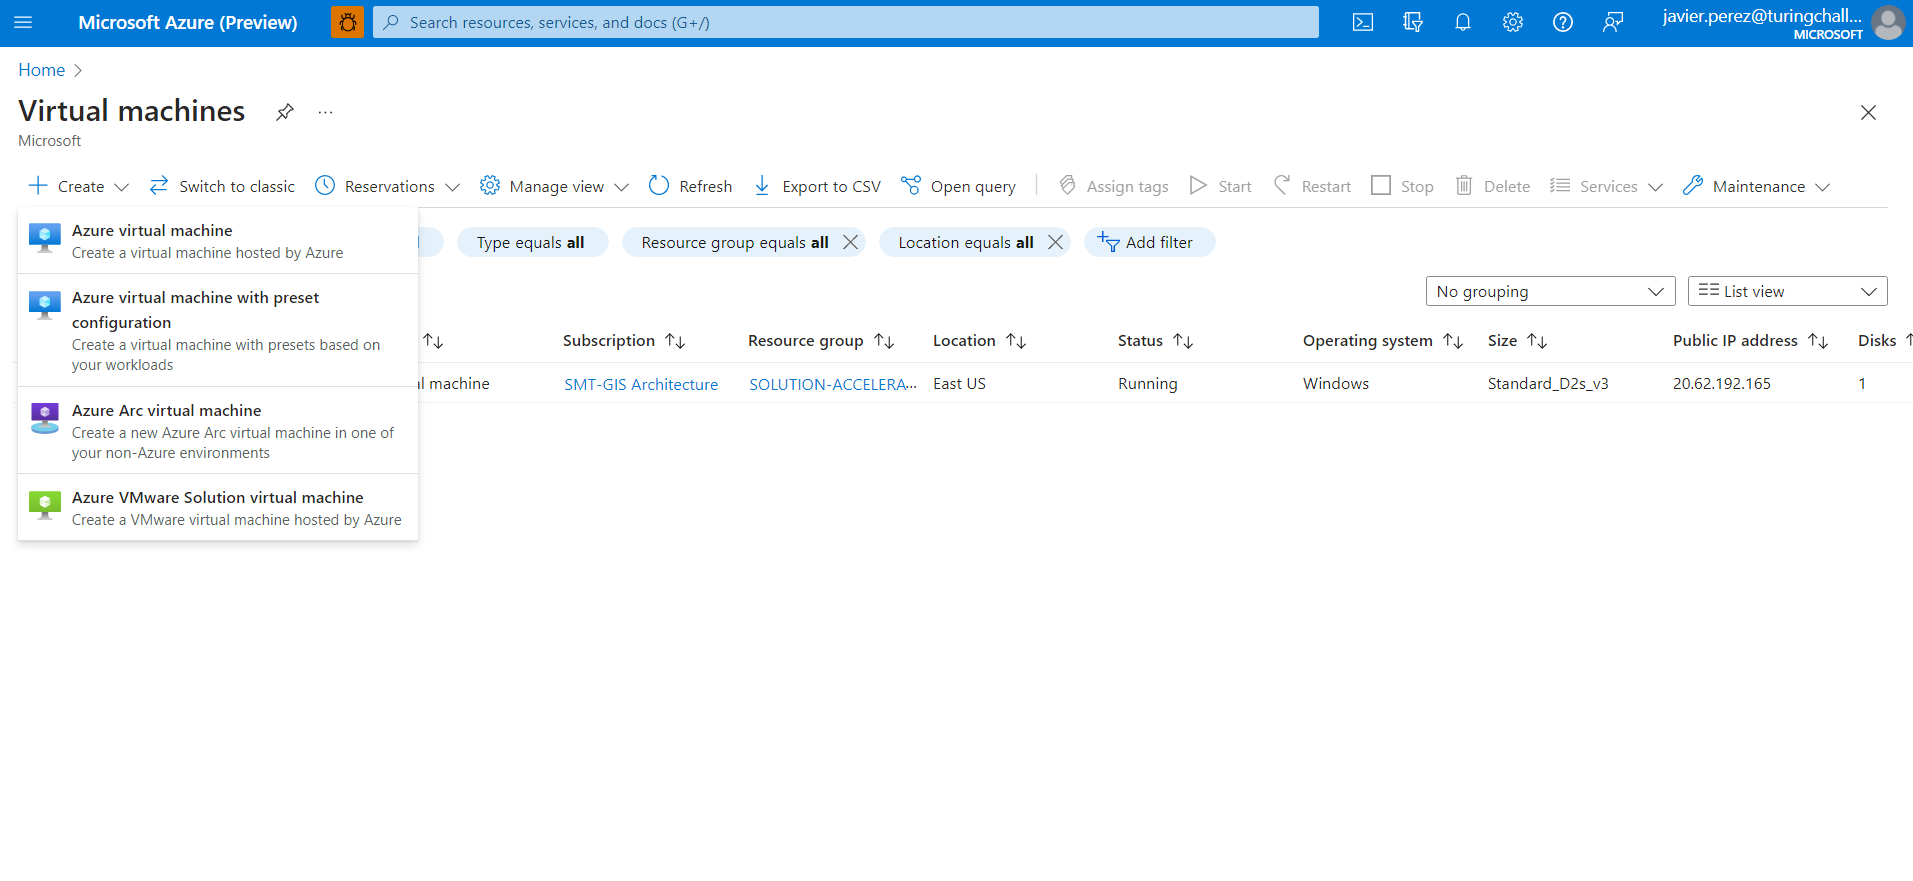 Microsoft Azure (Preview)
Search resources, services, and docs (G+/)
javier.perez@turingchall...
MICROSOFT
Home
Virtual machines
...
Microsoft
Create
Switch to classic
Reservations
Manage view
Refresh
Export to CSV
Open query
Assign tags
Start
Restart
Stop
Delete
Services
Maintenance
Azure virtual machine
Create a virtual machine hosted by Azure
Azure virtual machine with preset
configuration
Create a virtual machine with presets based on
your workloads
Azure Arc virtual machine
Create a new Azure Arc virtual machine in one of
your non-Azure environments
Azure VMware Solution virtual machine
Create a VMware virtual machine hosted by Azure
Type equals all
Resource group equals all
Location equals all
Add filter
No grouping
List view
Subscription
Resource group
Location
Status
Operating system
Size
Public IP address
Disks
machine
SMT-GIS Architecture
SOLUTION-ACCELERA...
East US
Running
Windows
Standard_D2s_v3
20.62.192.165
1